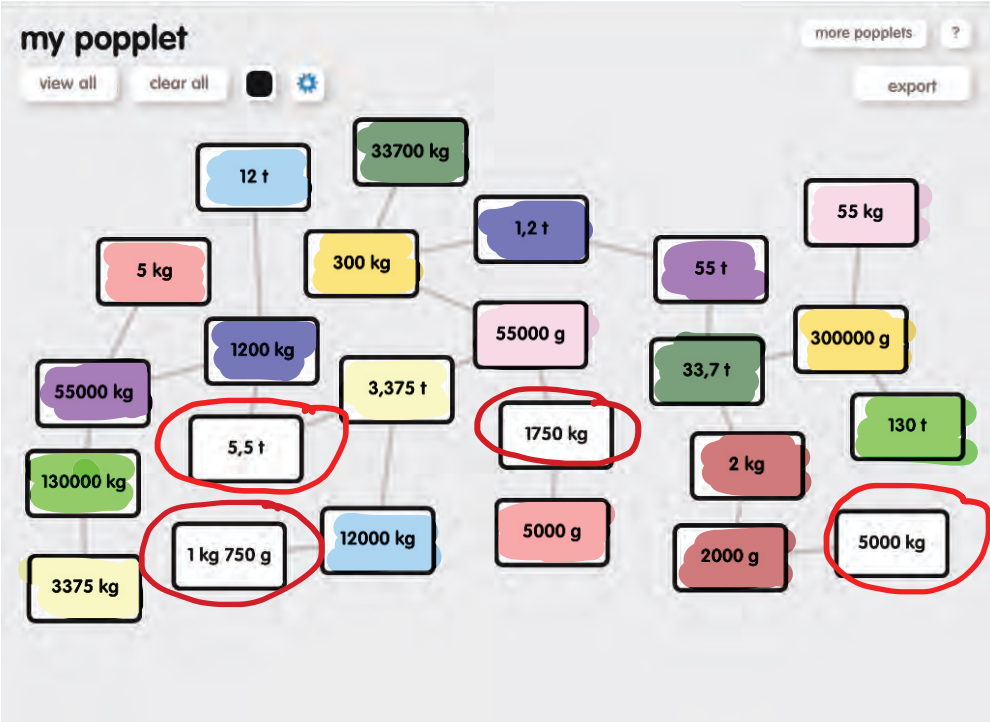 my popplet
more popplets
?
view all
clear all
export
33700 kg
12 t
55 kg
1,2 t
300 kg
5 kg
55 t
55000 g
300000 g
1200 kg
33,7 t
3,375 t
55000 kg
130 t
1750 kg
5,5 t
2 kg
130000 kg
5000 g
12000 kg
5000 kg
1 kg 750 g
2000 g
3375 kg